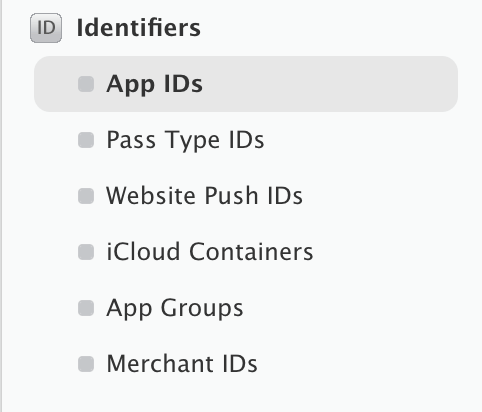 ID Identifiers
App IDs
Pass Type IDs
Website Push IDs
iCloud Containers
App Groups
Merchant IDs